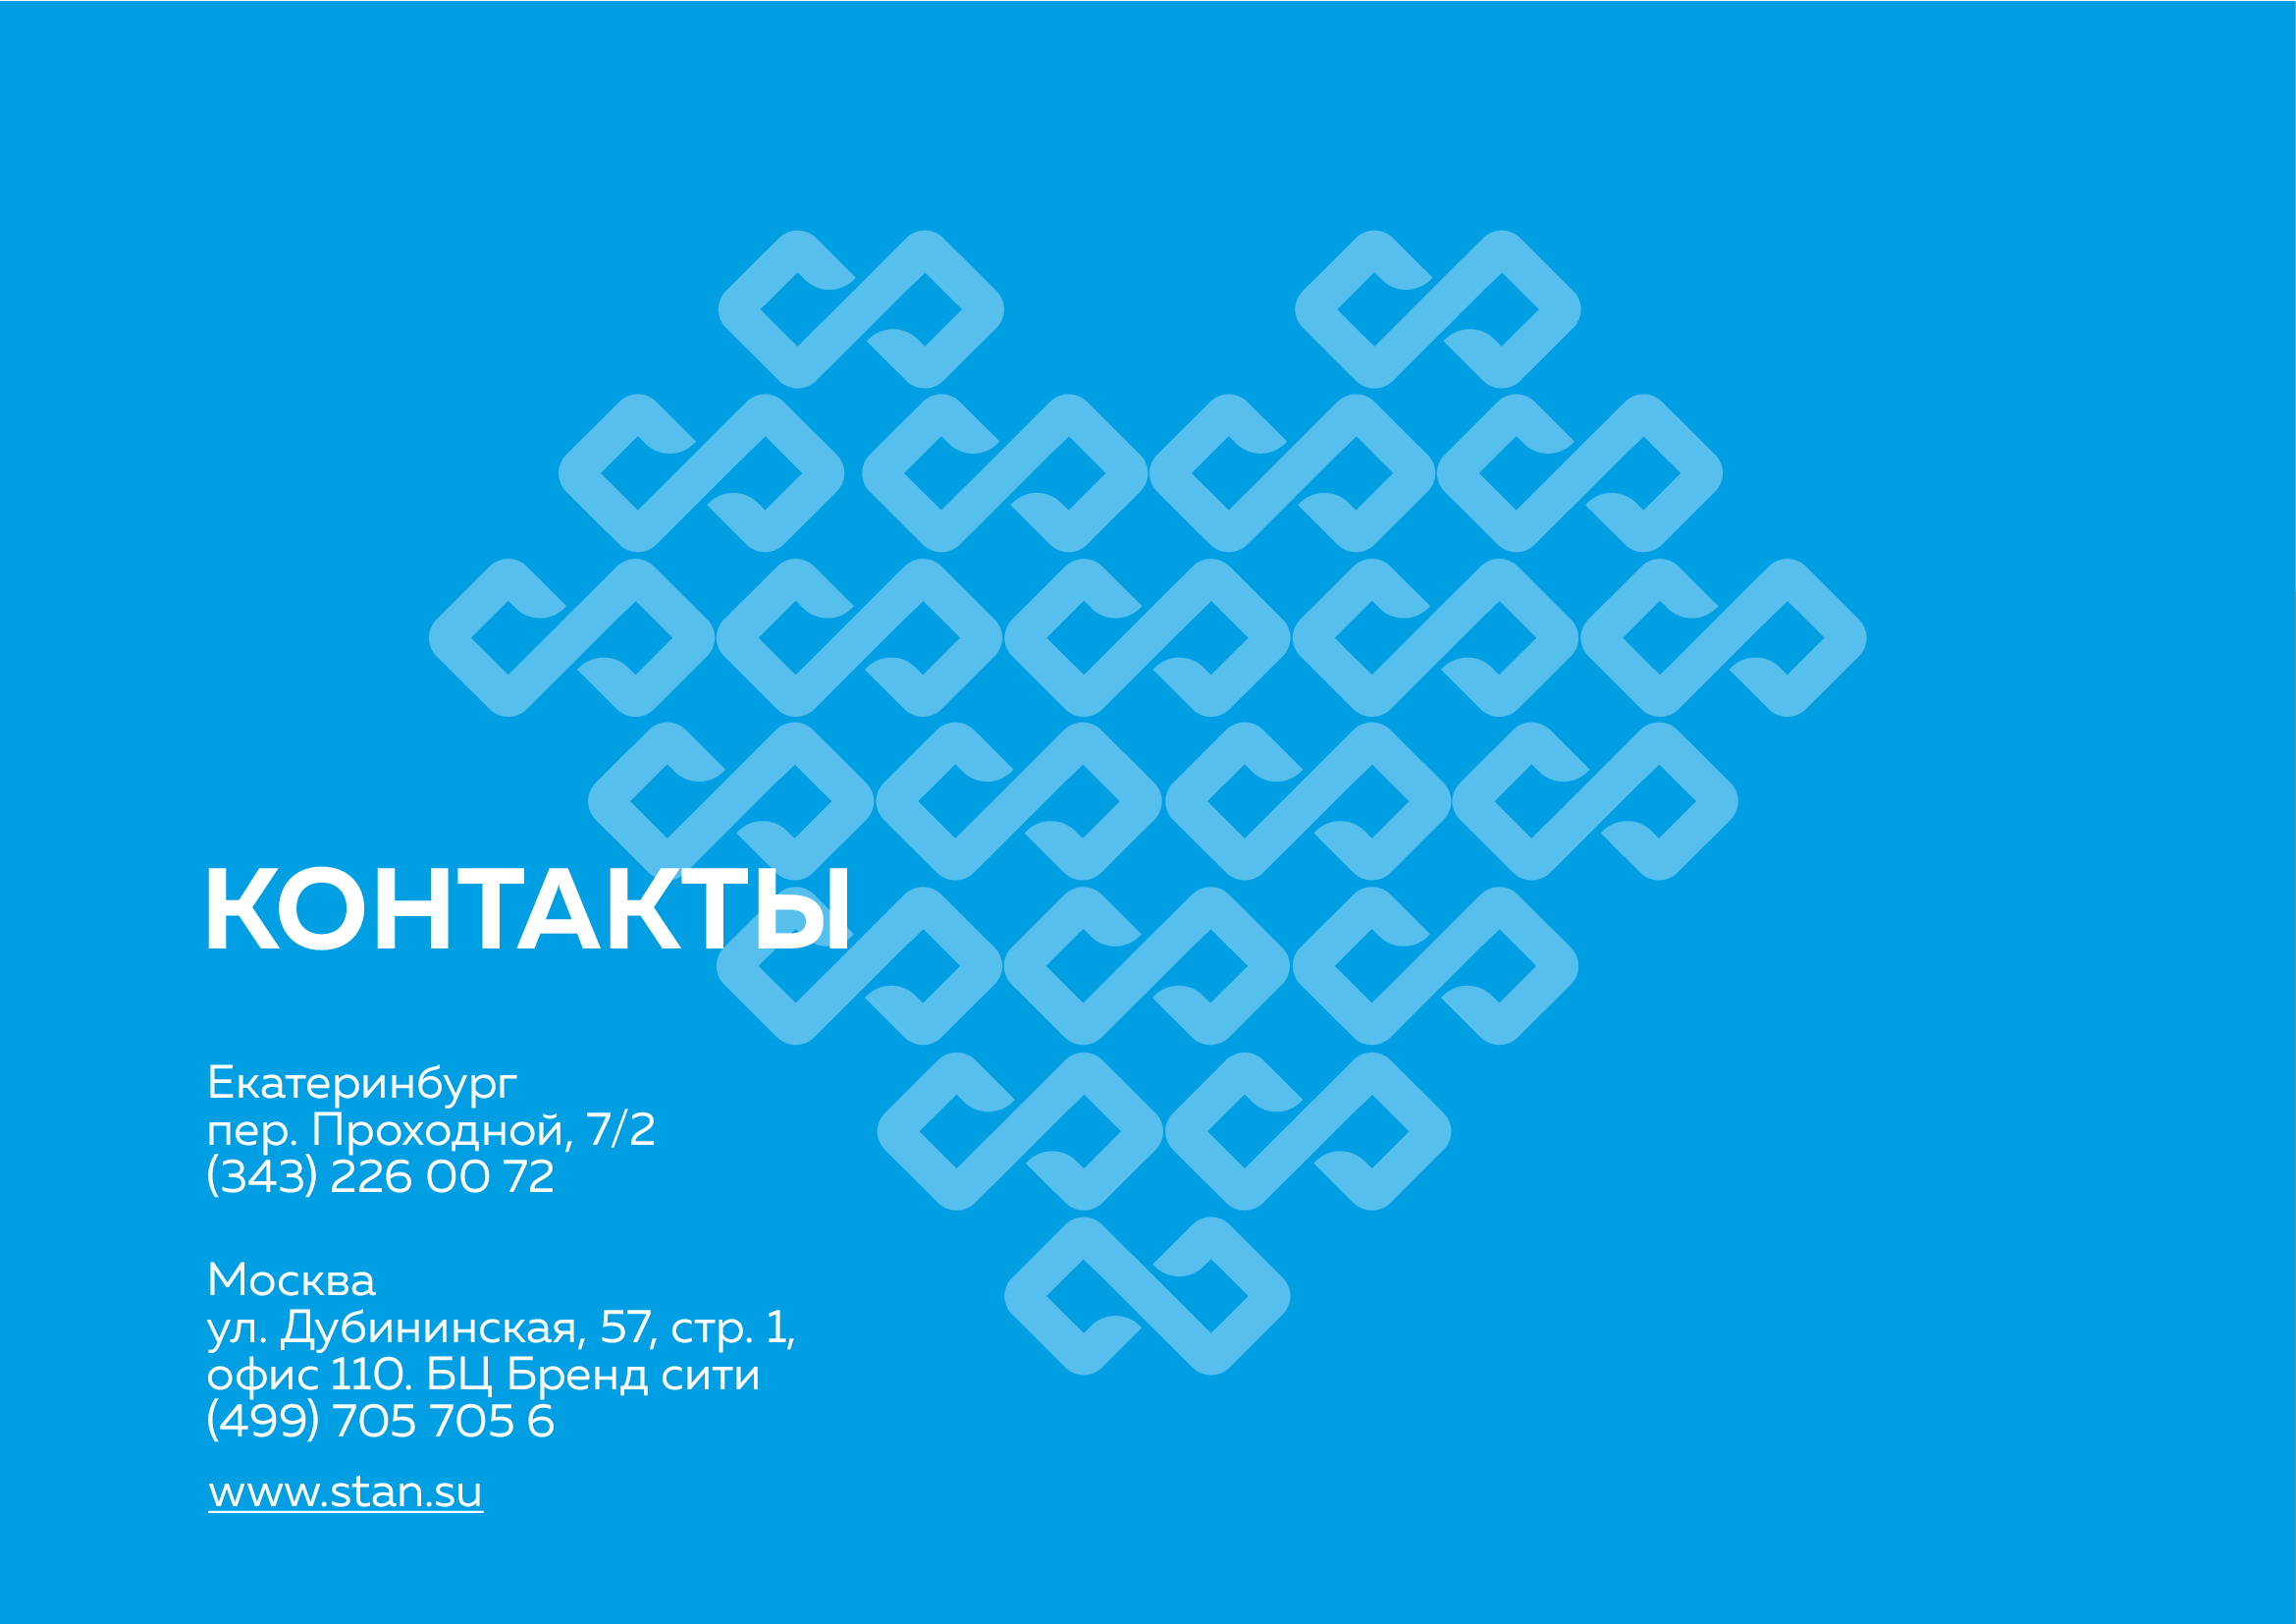 КОНТАКТЫ
Екатеринбург
пер. Проходной, 7/2
(343) 226 00 72
Москва
ул. Дубининская, 57, стр. 1,
офис 110. БЦ Бренд сити
(499) 705 705 6
www.stan.su